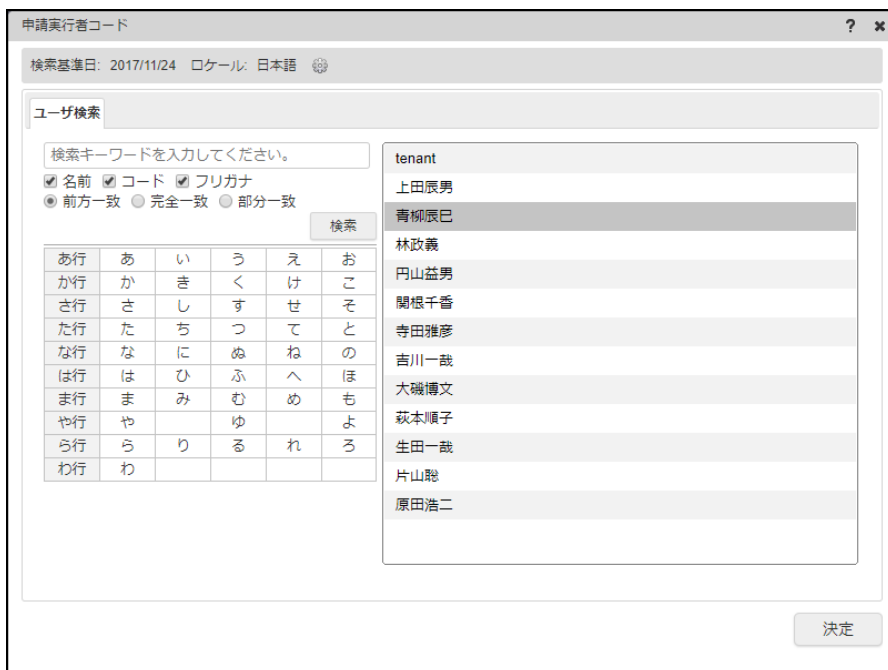 申請実行者コード ? ×
検索基準日: 2017/11/24 ロケール: 日本語
ユーザ検索
検索キーワードを入力してください。
名前 コード フリガナ
前方一致 完全一致 部分一致
検索
あ行 あ い う え お
か行 か き く け こ
さ行 さ し す せ そ
た行 た ち つ て と
な行 な に ぬ ね の
は行 は ひ ふ へ ほ
ま行 ま み む め も
や行 や ゆ よ
ら行 ら り る れ ろ
わ行 わ
tenant
上田辰男
青柳辰巳
林政義
円山益男
関根千香
寺田雅彦
吉川一哉
大磯博文
萩本順子
生田一哉
片山聡
原田浩二
決定